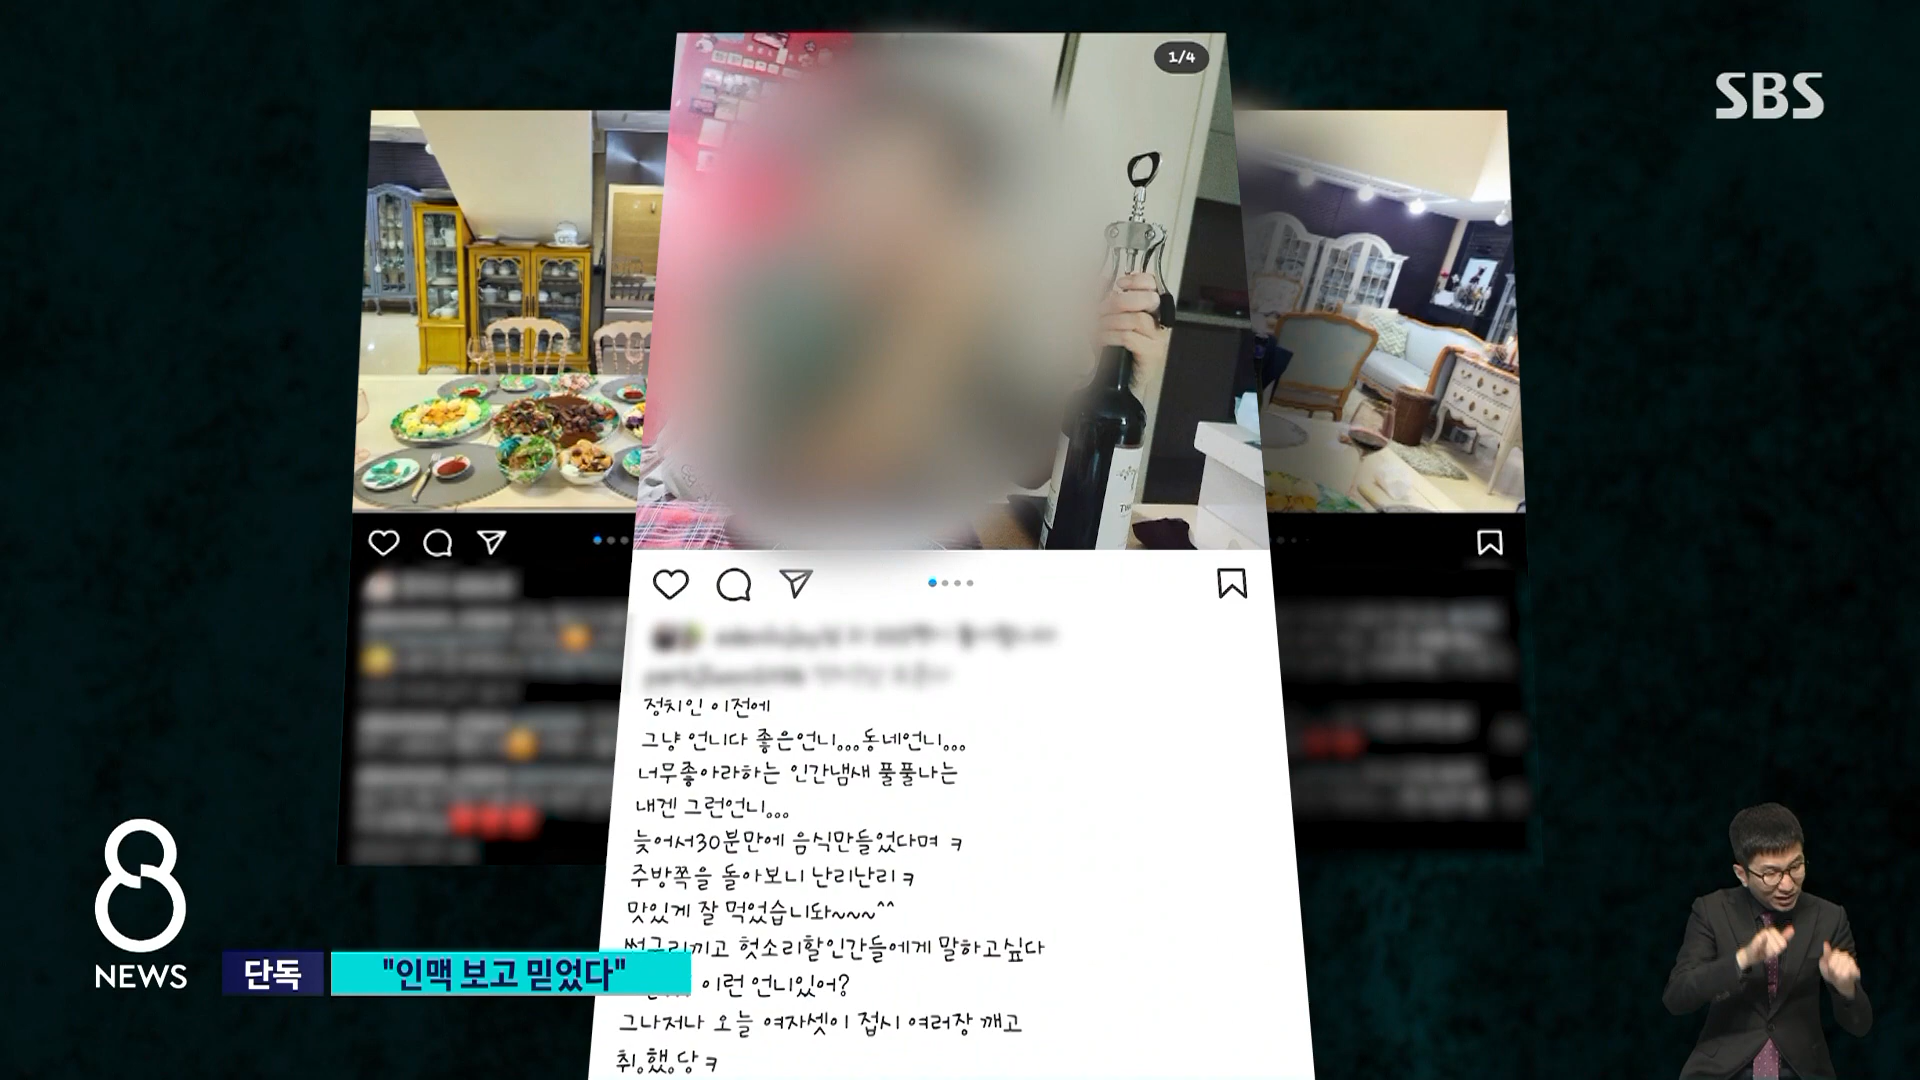 1/4
SBS
정치인 이전에
그냥 언니다 좋은언니...동네언니...
너무좋아라하는 인간냄새 풀풀나는
내겐 그런언니...
늦어서30분만에 음식만들었다며 ㅋ
주방쪽을 돌아보니 난리난리ㅋ
맛있게 잘 먹었습니돠~~~^^
썬구리끼고 헛소리할인간들에게 말하고싶다
이런 언니있어?
그나저나 오늘 여자셋이 접시 여러장 깨고
취.했.당 ㅋ
8
NEWS
단독
"인맥 보고 믿었다"